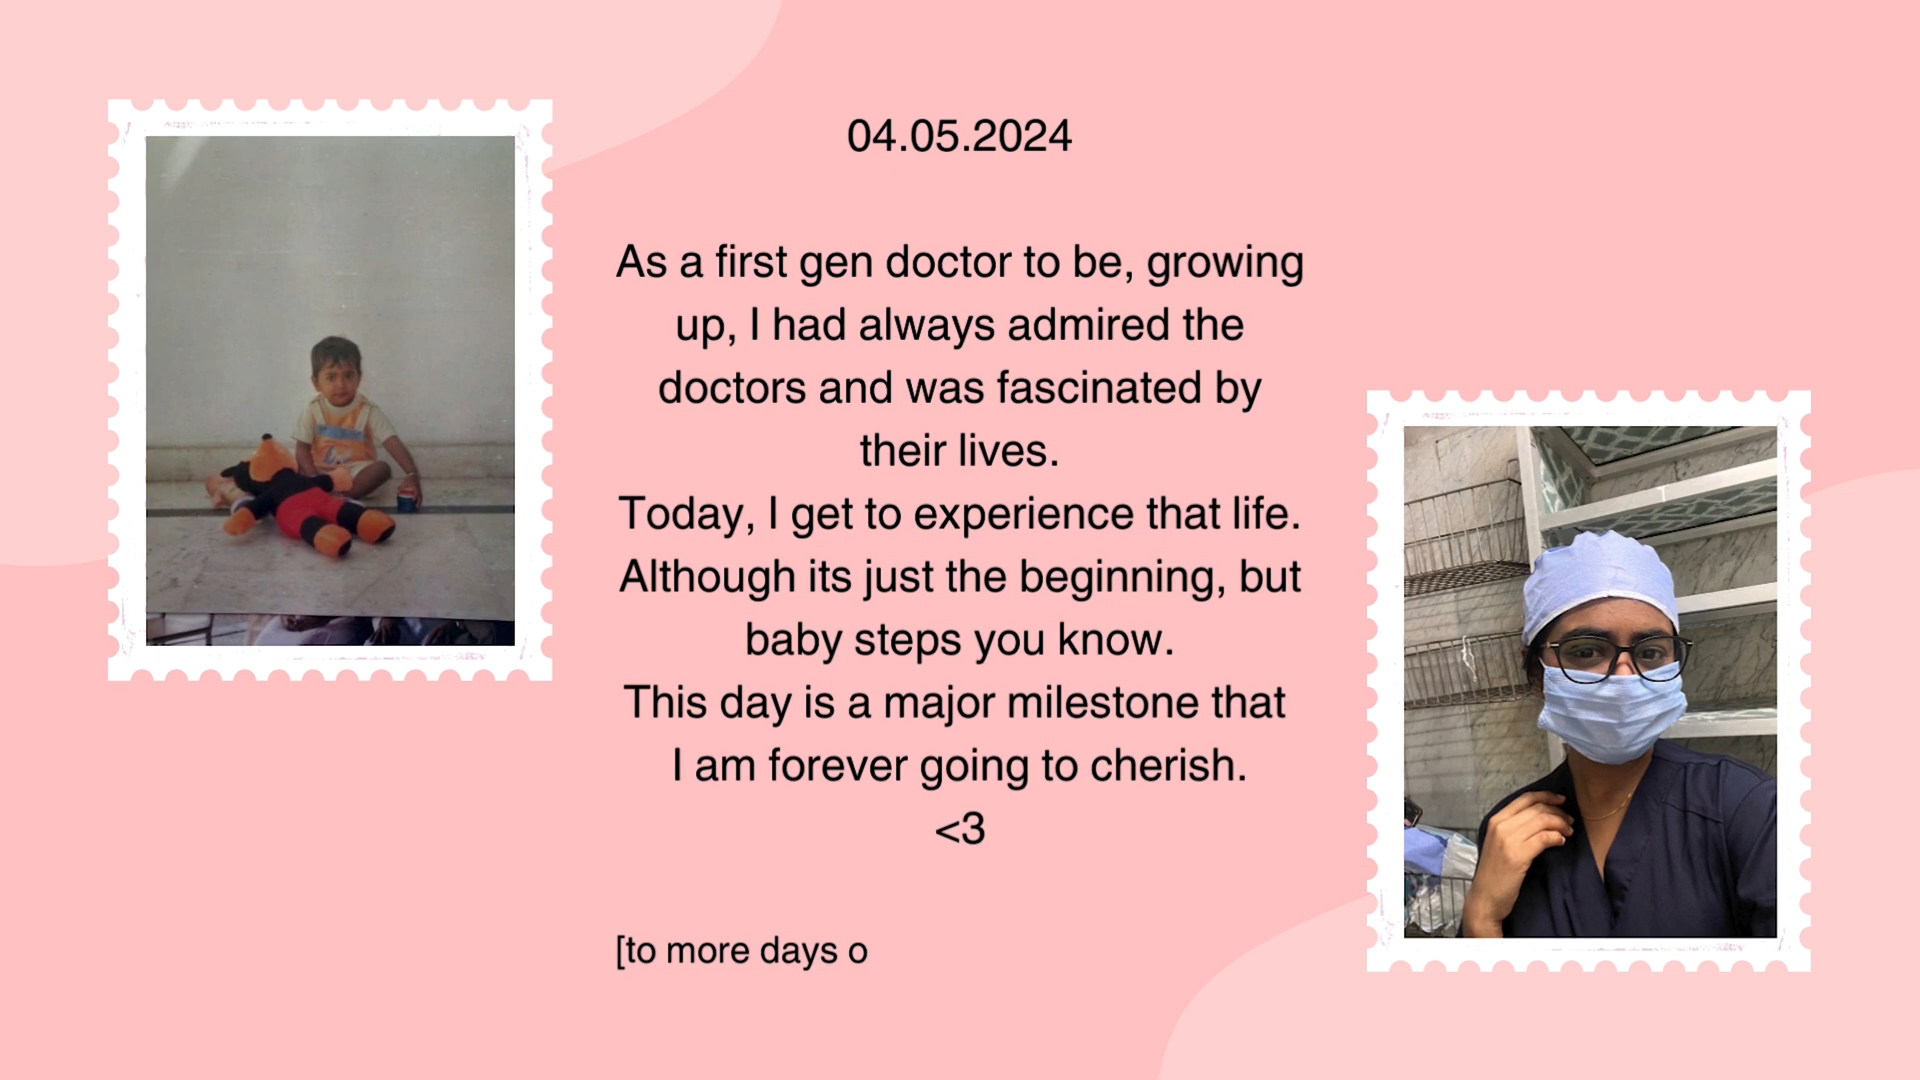 04.05.2024
As a first gen doctor to be, growing
up, I had always admired the
doctors and was fascinated by
their lives.
Today, I get to experience that life.
Although its just the beginning, but
baby steps you know.
This day is a major milestone that
I am forever going to cherish.
<3
[to more days o